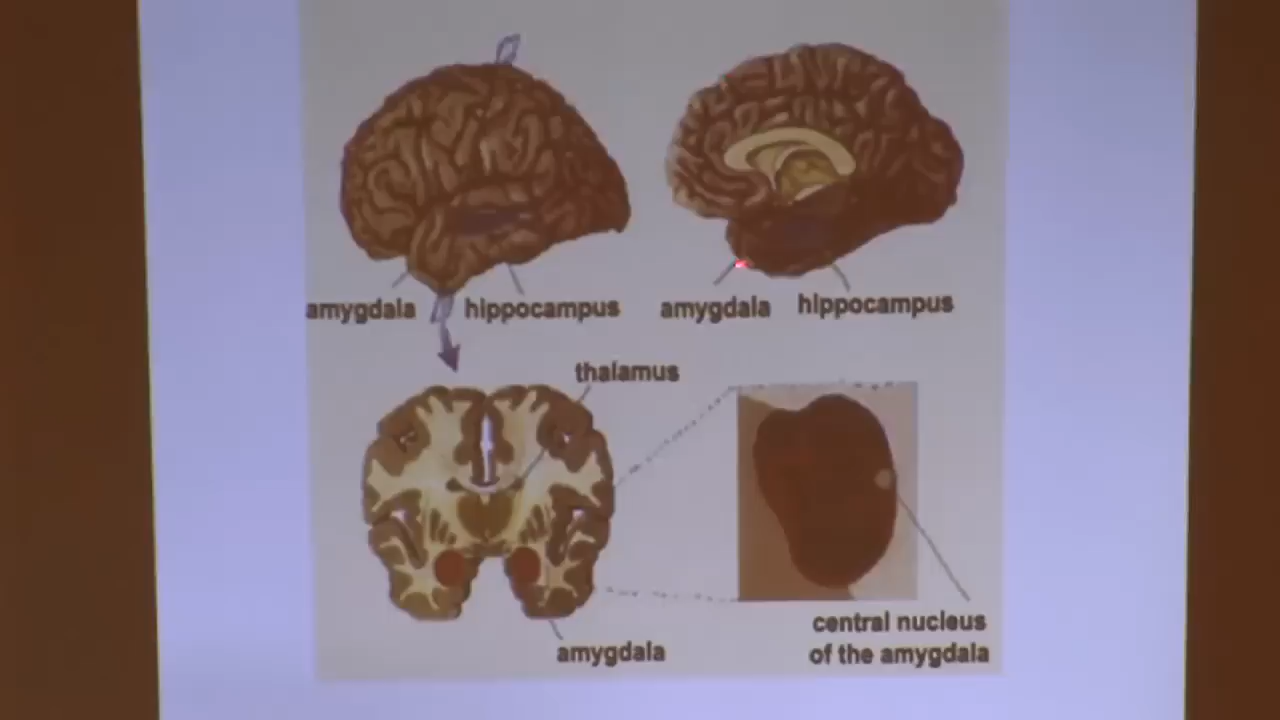 amygdala hippocampus amygdala hippocampus
thalamus
central nucleus
of the amygdala
amygdala